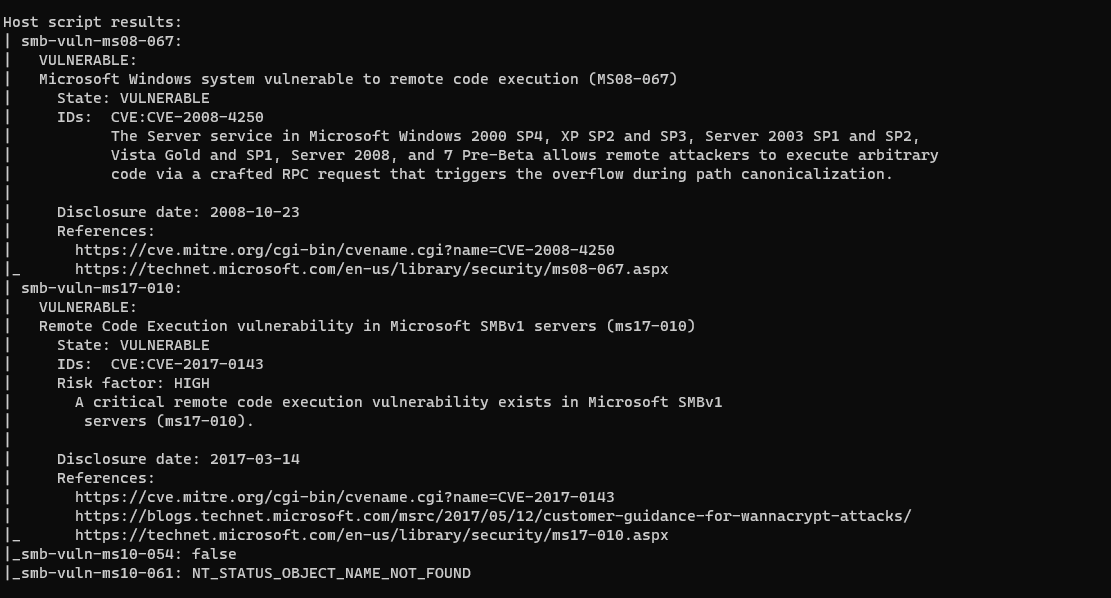 Host script results:
| smb-vuln-ms08-067:
|   VULNERABLE:
|   Microsoft Windows system vulnerable to remote code execution (MS08-067)
|     State: VULNERABLE
|     IDs:  CVE:CVE-2008-4250
|           The Server service in Microsoft Windows 2000 SP4, XP SP2 and SP3, Server 2003 SP1 and SP2,
|           Vista Gold and SP1, Server 2008, and 7 Pre-Beta allows remote attackers to execute arbitrary
|           code via a crafted RPC request that triggers the overflow during path canonicalization.
|
|     Disclosure date: 2008-10-23
|     References:
|       https://cve.mitre.org/cgi-bin/cvename.cgi?name=CVE-2008-4250
|_      https://technet.microsoft.com/en-us/library/security/ms08-067.aspx
| smb-vuln-ms17-010:
|   VULNERABLE:
|   Remote Code Execution vulnerability in Microsoft SMBv1 servers (ms17-010)
|     State: VULNERABLE
|     IDs:  CVE:CVE-2017-0143
|     Risk factor: HIGH
|       A critical remote code execution vulnerability exists in Microsoft SMBv1
|        servers (ms17-010).
|
|     Disclosure date: 2017-03-14
|     References:
|       https://cve.mitre.org/cgi-bin/cvename.cgi?name=CVE-2017-0143
|       https://blogs.technet.microsoft.com/msrc/2017/05/12/customer-guidance-for-wannacrypt-attacks/
|_      https://technet.microsoft.com/en-us/library/security/ms17-010.aspx
|_smb-vuln-ms10-054: false
|_smb-vuln-ms10-061: NT_STATUS_OBJECT_NAME_NOT_FOUND